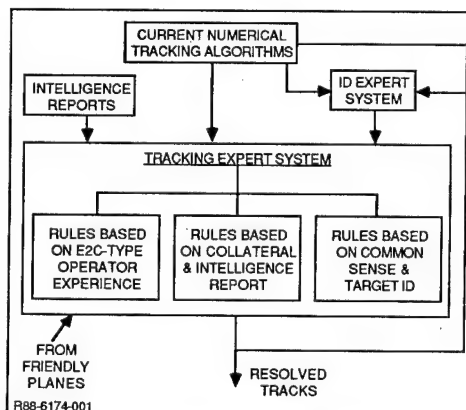 CURRENT NUMERICAL
TRACKING ALGORITHMS
INTELLIGENCE
REPORTS
ID EXPERT
SYSTEM
TRACKING EXPERT SYSTEM
RULES BASED
ON E2C-TYPE
OPERATOR
EXPERIENCE
RULES BASED
ON COLLATERAL
& INTELLIGENCE
REPORT
RULES BASED
ON COMMON
SENSE &
TARGET ID
FROM
FRIENDLY
PLANES
RESOLVED
TRACKS
R88-6174-001